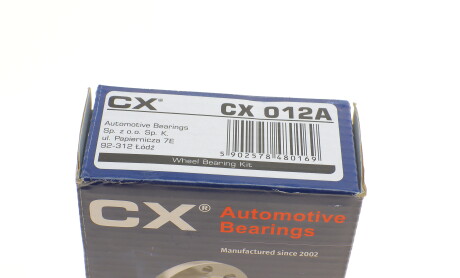 CX® CX 012A
Automotive Bearings
Sp. z o.o. Sp. K.
ul. Papiernicza 7E
92-312 Łódź
5 902578 480169
Wheel Bearing Kit
CX® Automotive
Bearings
Manufactured since 2002